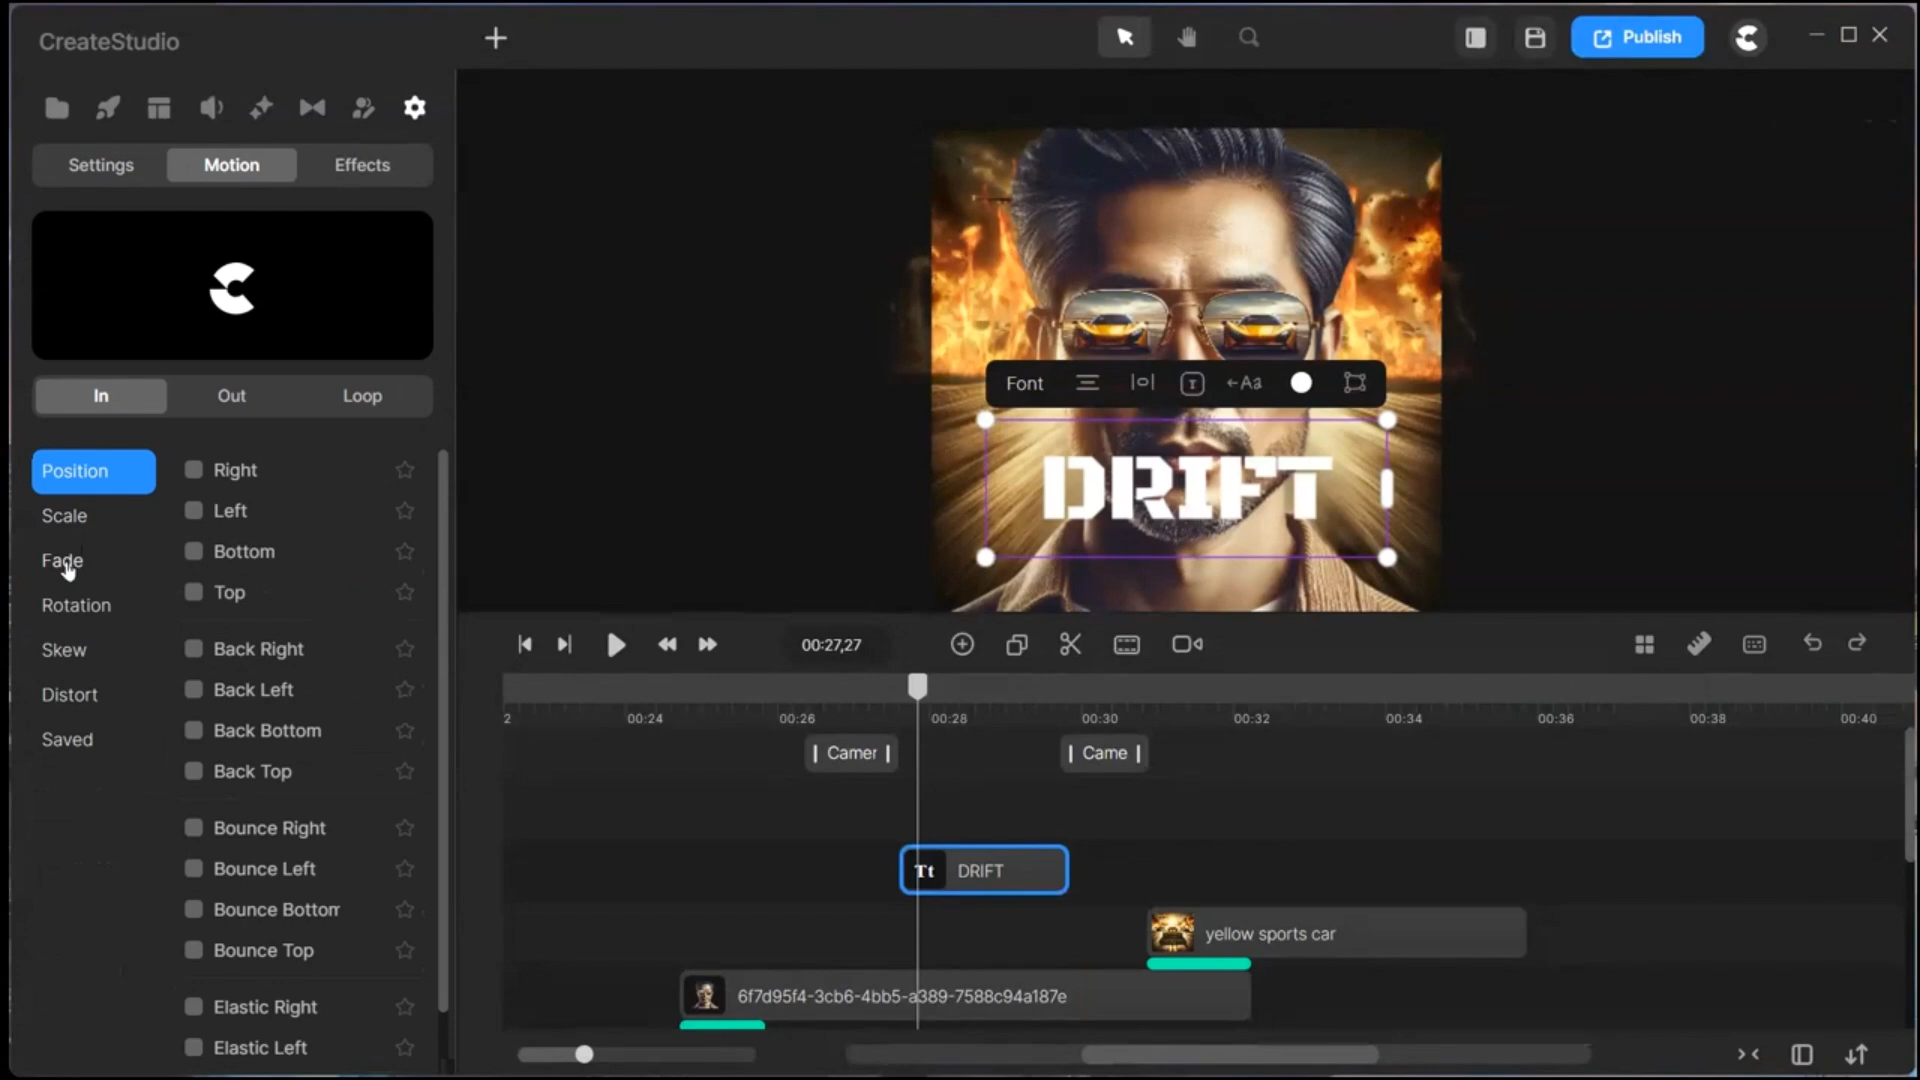 CreateStudio
Publish
Settings
Motion
Effects
In
Out
Loop
Position
Scale
Fade
Rotation
Skew
Distort
Saved
Right
Left
Bottom
Top
Back Right
Back Left
Back Bottom
Back Top
Bounce Right
Bounce Left
Bounce Bottom
Bounce Top
Elastic Right
Elastic Left
Font
T
Aa
DRIFT
00:27,27
2
00:24
00:26
00:28
00:30
00:32
00:34
00:36
00:38
00:40
Camer
Came
Tt DRIFT
yellow sports car
6f7d95f4-3cb6-4bb5-a389-7588c94a187e